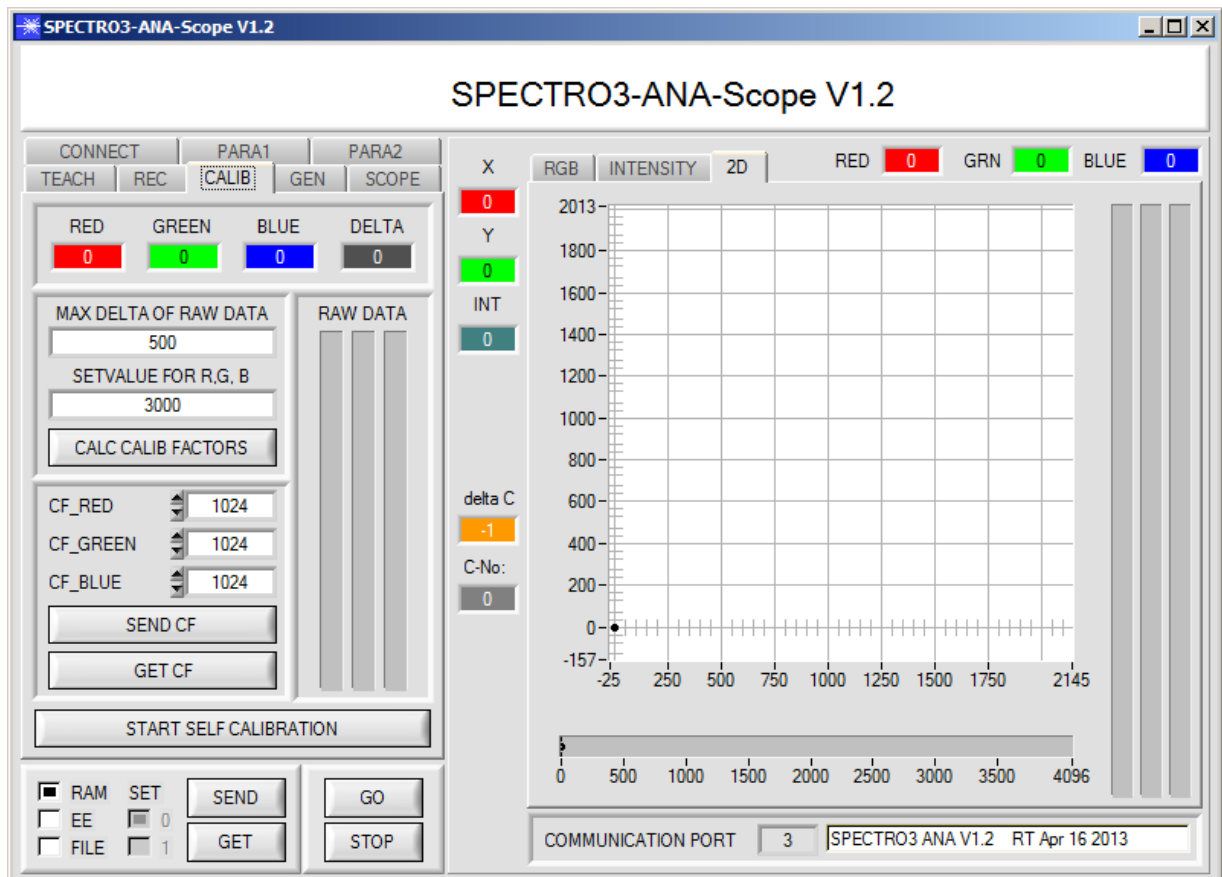 SPECTRO3-ANA-Scope V1.2
SPECTRO3-ANA-Scope V1.2
CONNECT PARA1 PARA2
TEACH REC CALIB GEN SCOPE
RED GREEN BLUE DELTA
0 0 0 0
MAX DELTA OF RAW DATA
500
SETVALUE FOR R,G, B
3000
CALC CALIB FACTORS
RAW DATA
CF_RED 1024
CF_GREEN 1024
CF_BLUE 1024
SEND CF
GET CF
START SELF CALIBRATION
RAM SET
EE 0
FILE 1
SEND
GET
GO
STOP
X
0
Y
0
INT
0
delta C
-1
C-No:
0
RGB INTENSITY 2D
RED 0 GRN 0 BLUE 0
2013
1800
1600
1400
1200
1000
800
600
400
200
0
-157
-25 250 500 750 1000 1250 1500 1750 2145
0 500 1000 1500 2000 2500 3000 3500 4096
COMMUNICATION PORT 3 SPECTRO3 ANA V1.2 RT Apr 16 2013